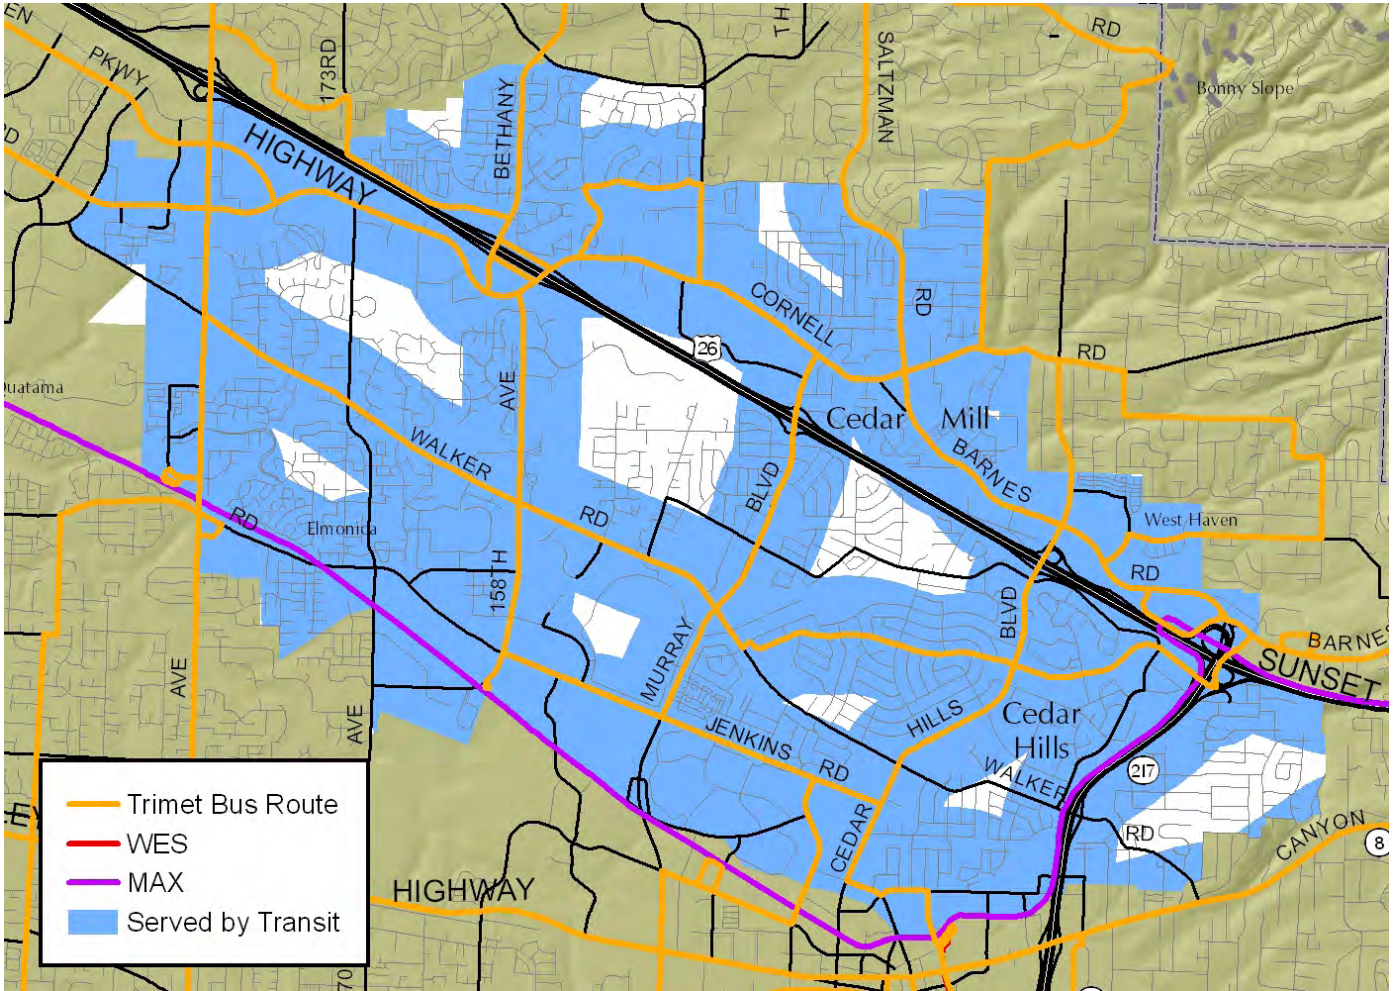 EN
PKWY
RD
173RD
TH
RD
SALTZMAN
Bonny Slope
BETHANY
HIGHWAY
CORNELL
RD
RD
26
uatama
AVE
WALKER
Cedar Mill
BARNES
BLVD
RD
RD
Elmonica
West Haven
RD
158TH
BLVD
BARNES
SUNSET
MURRAY
AVE
AVE
HILLS
Cedar
Hills
JENKINS
RD
WALKER
217
RD
CEDAR
CANYON
8
HIGHWAY
Trimet Bus Route
WES
MAX
Served by Transit